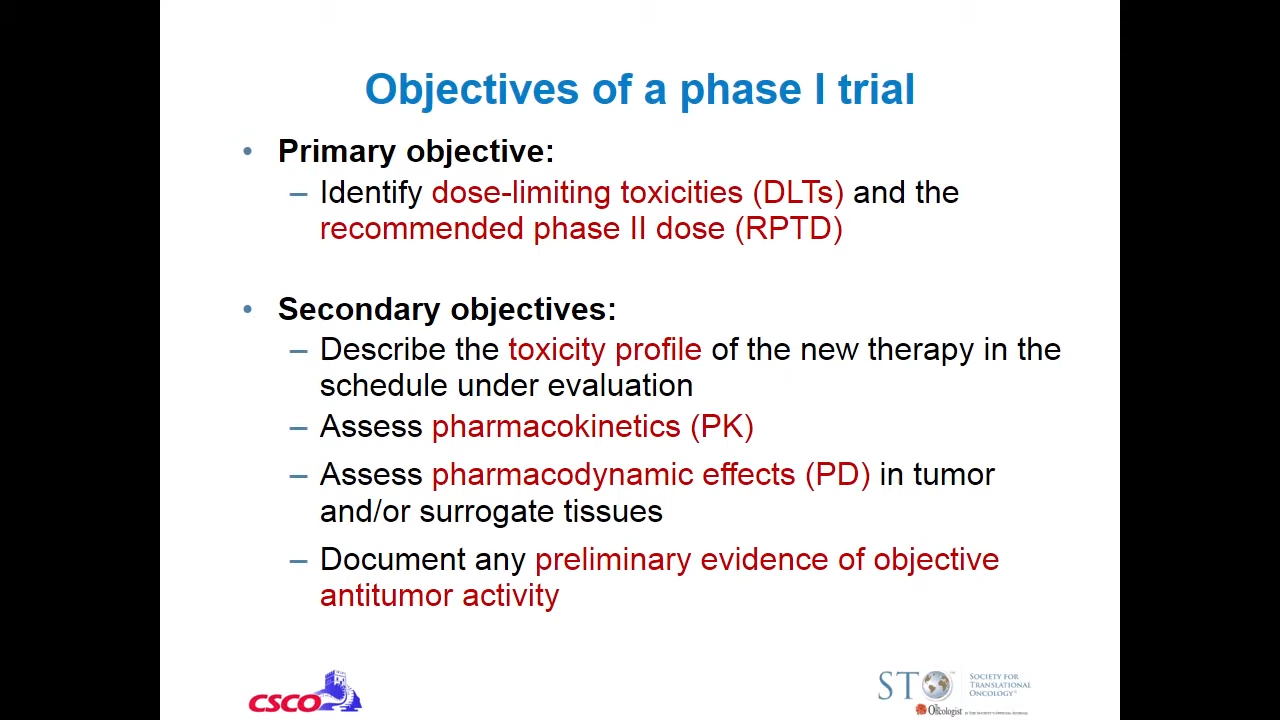 Objectives of a phase I trial
• Primary objective:
– Identify dose-limiting toxicities (DLTs) and the
recommended phase II dose (RPTD)
• Secondary objectives:
– Describe the toxicity profile of the new therapy in the
schedule under evaluation
– Assess pharmacokinetics (PK)
– Assess pharmacodynamic effects (PD) in tumor
and/or surrogate tissues
– Document any preliminary evidence of objective
antitumor activity
CSCO
STO
SOCIETY FOR
TRANSLATIONAL
ONCOLOGY
The Oncologist